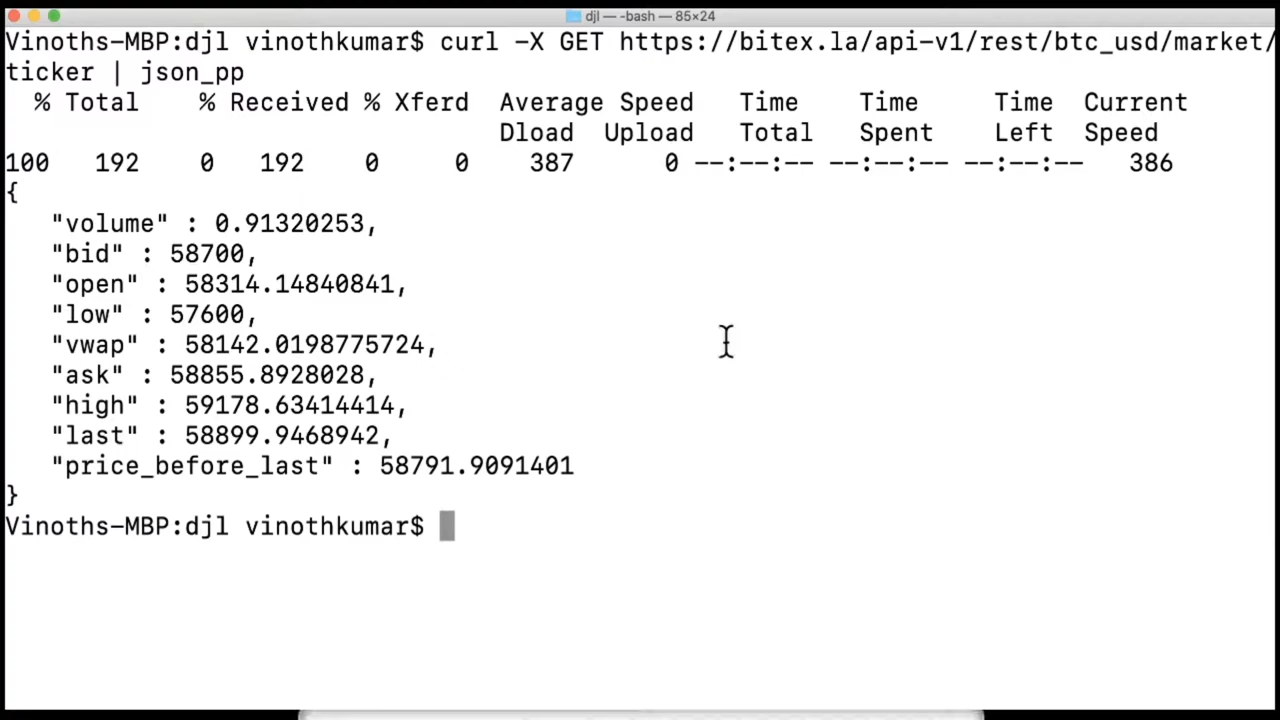 djl — -bash — 85×24
Vinoths-MBP:djl vinothkumar$ curl -X GET https://bitex.la/api-v1/rest/btc_usd/market/
ticker | json_pp
  % Total    % Received % Xferd  Average Speed   Time    Time     Time  Current
                                 Dload  Upload   Total   Spent    Left  Speed
100   192    0   192    0     0    387      0 --:--:-- --:--:-- --:--:--   386
{
   "volume" : 0.91320253,
   "bid" : 58700,
   "open" : 58314.14840841,
   "low" : 57600,
   "vwap" : 58142.0198775724,
   "ask" : 58855.8928028,
   "high" : 59178.63414414,
   "last" : 58899.9468942,
   "price_before_last" : 58791.9091401
}
Vinoths-MBP:djl vinothkumar$